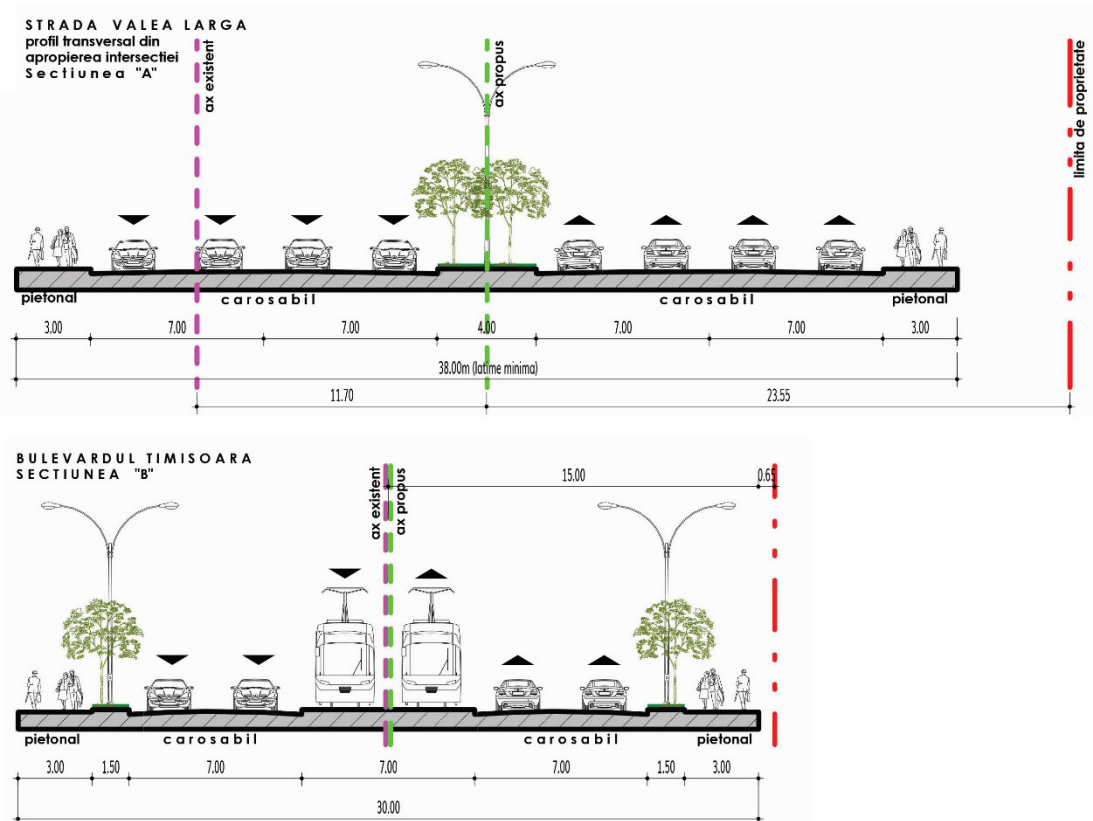 STRADA VALEA LARGA
profil transversal din
apropierea intersectiei
Sectiunea "A"
ax existent
ax propus
limita de proprietate
pietonal
carosabil
carosabil
pietonal
3.00 7.00 7.00 4.00 7.00 7.00 3.00
38.00m (latime minima)
11.70 23.55
BULEVARDUL TIMISOARA
SECTIUNEA "B"
ax existent
ax propus
15.00 0.65
pietonal
carosabil
carosabil
pietonal
3.00 1.50 7.00 7.00 7.00 1.50 3.00
30.00